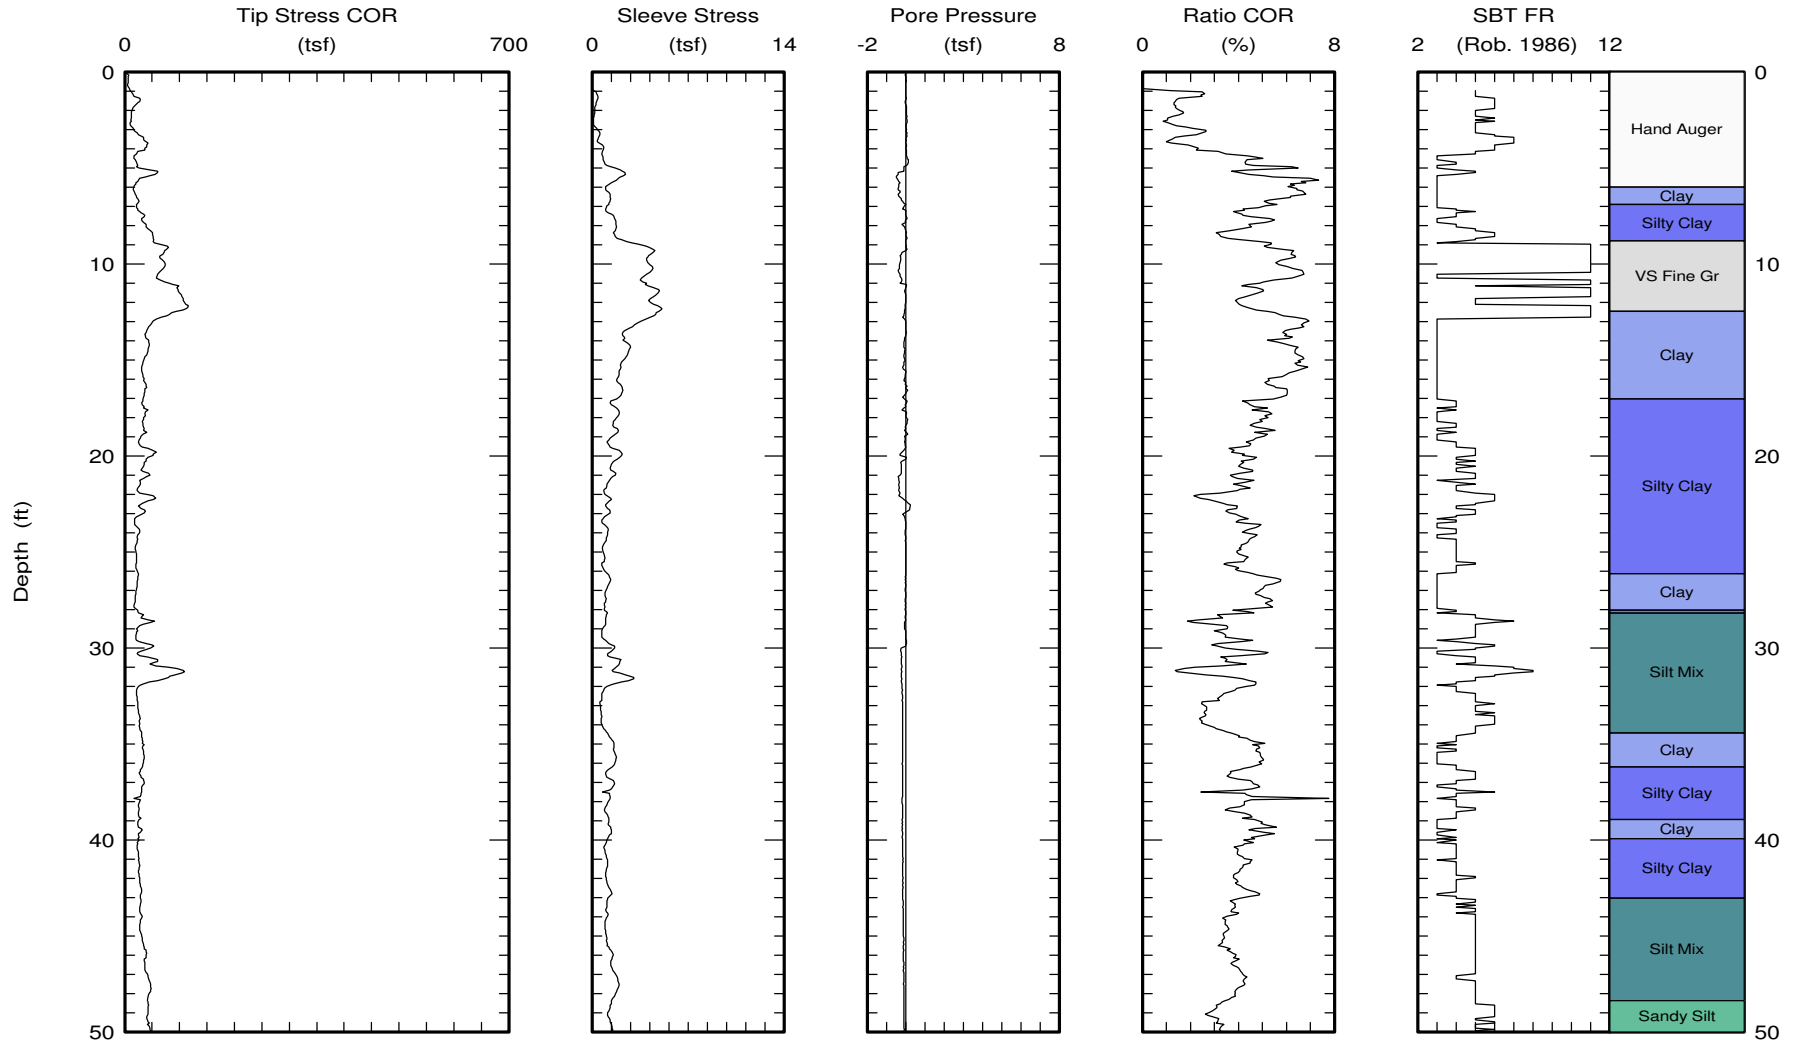 Tip Stress COR Sleeve Stress Pore Pressure Ratio COR SBT FR
0 (tsf) 700 0 (tsf) 14 -2 (tsf) 8 0 (%) 8 2 (Rob. 1986) 12
0 0
Hand Auger
Clay
Silty Clay
10 VS Fine Gr 10
Clay
20 20
Silty Clay
Depth (ft)
Clay
30 30
Silt Mix
Clay
Silty Clay
Clay
40 40
Silty Clay
Silt Mix
Sandy Silt
50 50